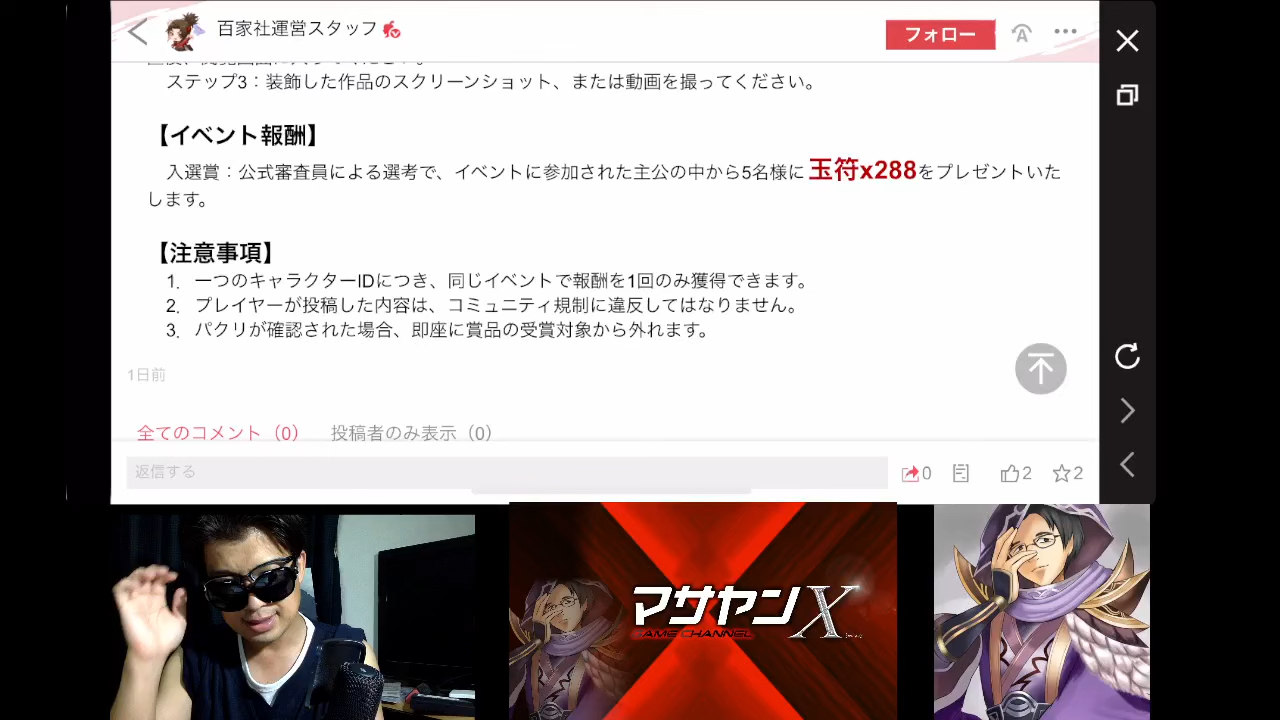 百家社運営スタッフ
フォロー
ステップ3：装飾した作品のスクリーンショット、または動画を撮ってください。
【イベント報酬】
入選賞：公式審査員による選考で、イベントに参加された主公の中から5名様に 玉符x288をプレゼントいた
します。
【注意事項】
1．一つのキャラクターIDにつき、同じイベントで報酬を1回のみ獲得できます。
2．プレイヤーが投稿した内容は、コミュニティ規制に違反してはなりません。
3．パクリが確認された場合、即座に賞品の受賞対象から外れます。
1日前
全てのコメント（0） 投稿者のみ表示（0）
返信する
0 2 2
マサヤンX
GAME CHANNEL